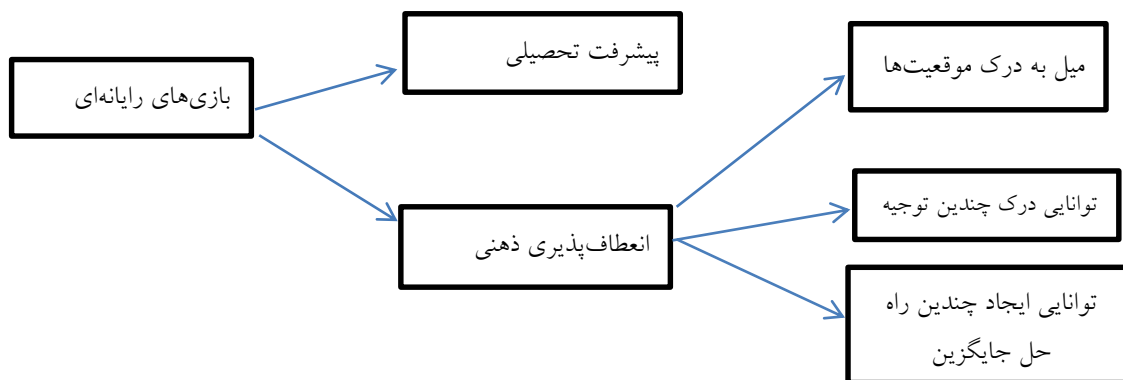 پیشرفت تحصیلی
میل به درک موقعیت‌ها
بازی‌های رایانه‌ای
توانایی درک چندین توجیه
انعطاف‌پذیری ذهنی
توانایی ایجاد چندین راه
حل جایگزین